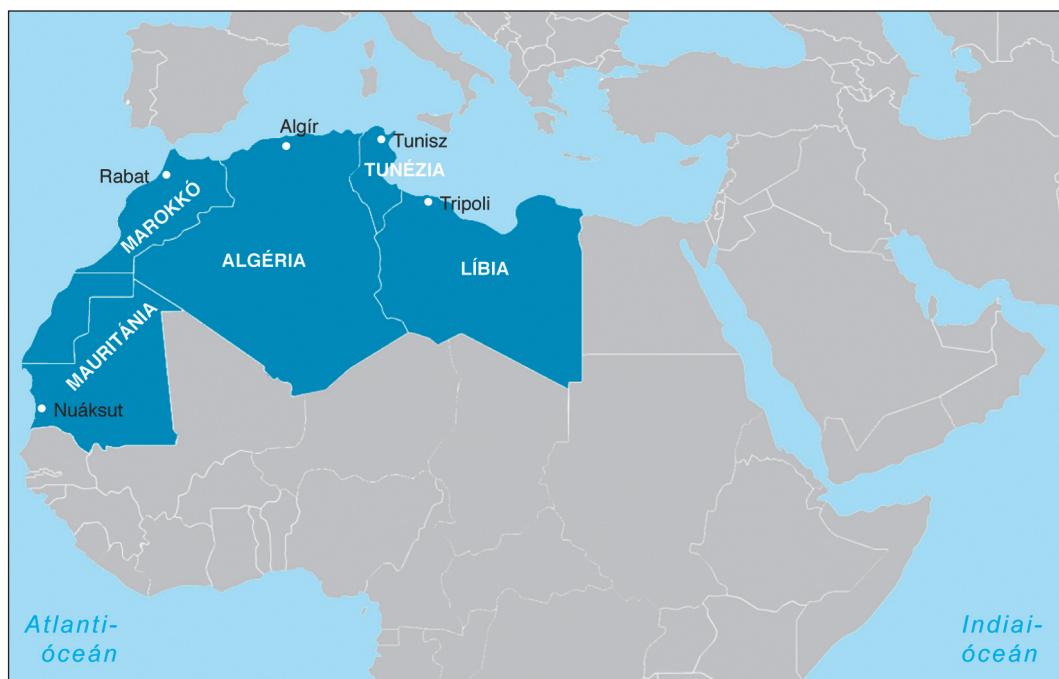 Algír
Tunisz
Rabat
TUNÉZIA
MAROKKÓ
Tripoli
ALGÉRIA
LÍBIA
MAURITÁNIA
Nuáksut
Atlanti-
óceán
Indiai-
óceán